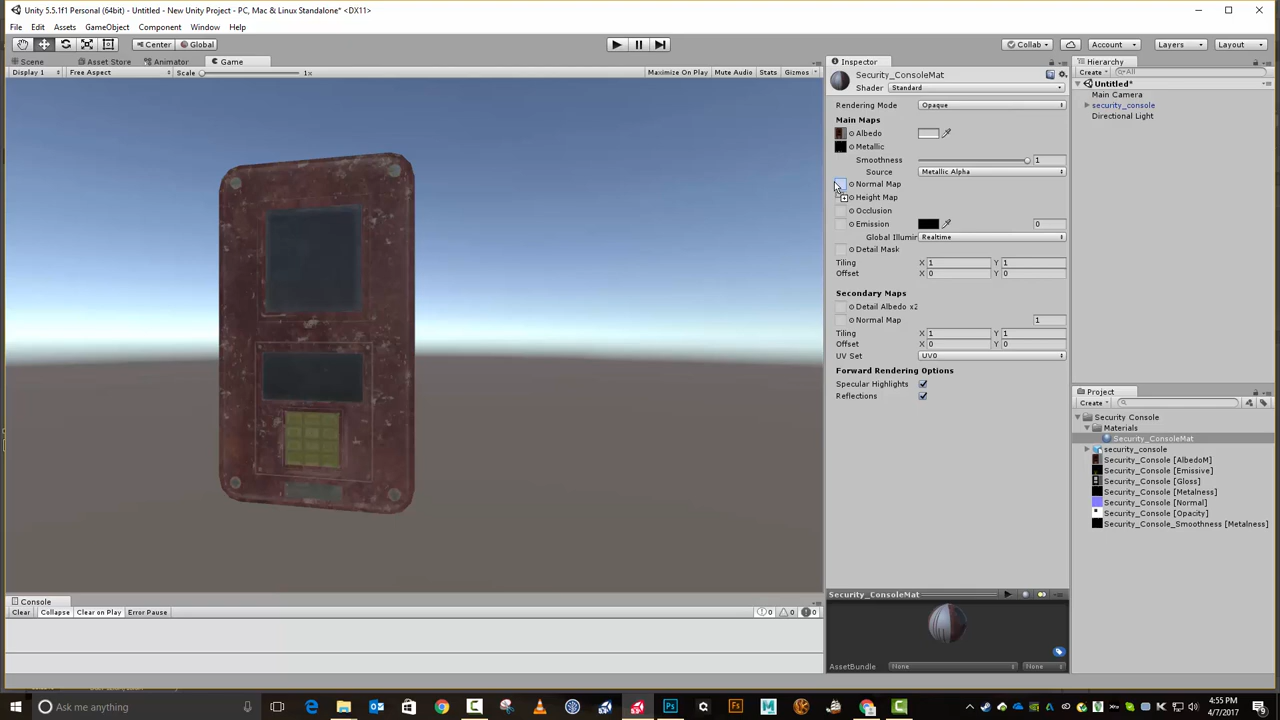 Unity 5.5.1f1 Personal (64bit) - Untitled - New Unity Project - PC, Mac & Linux Standalone* <DX11>
File Edit Assets GameObject Component Window Help
Center Global Collab Account Layers Layout
Scene Asset Store Animator Game
Display 1 Free Aspect Scale 1x Maximize On Play Mute Audio Stats Gizmos
Inspector
Security_ConsoleMat
Shader Standard
Rendering Mode Opaque
Main Maps
Albedo
Metallic
Smoothness 1
Source Metallic Alpha
Normal Map
Height Map
Occlusion
Emission 0
Global Illumin Realtime
Detail Mask
Tiling X 1 Y 1
Offset X 0 Y 0
Secondary Maps
Detail Albedo x2
Normal Map 1
Tiling X 1 Y 1
Offset X 0 Y 0
UV Set UV0
Forward Rendering Options
Specular Highlights
Reflections
Security_ConsoleMat
AssetBundle None None
Hierarchy
Create All
Untitled*
Main Camera
security_console
Directional Light
Project
Create
Security Console
Materials
Security_ConsoleMat
security_console
Security_Console [AlbedoM]
Security_Console [Emissive]
Security_Console [Gloss]
Security_Console [Metalness]
Security_Console [Normal]
Security_Console [Opacity]
Security_Console_Smoothness [Metalness]
Console
Clear Collapse Clear on Play Error Pause 0 0 0
Ask me anything
4:55 PM
4/7/2017